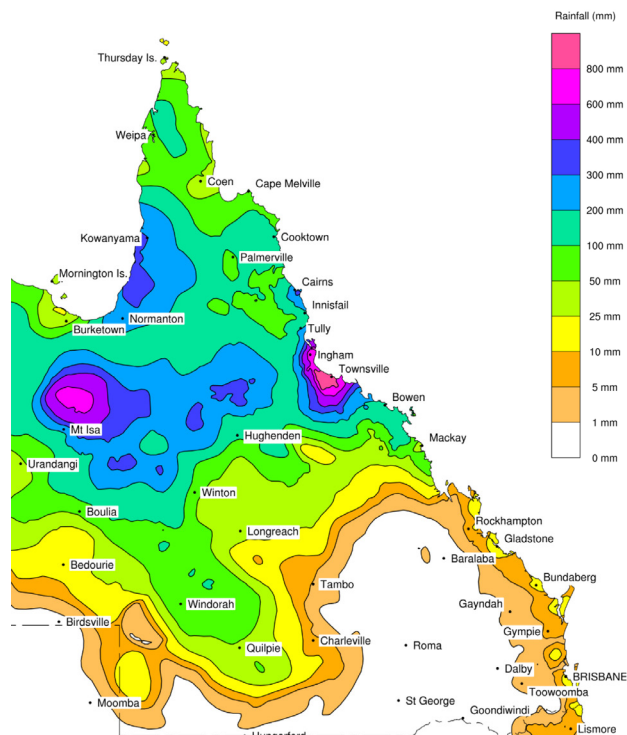 Rainfall (mm)
800 mm
600 mm
400 mm
300 mm
200 mm
100 mm
50 mm
25 mm
10 mm
5 mm
1 mm
0 mm
Thursday Is.
Weipa
Coen
Cape Melville
Kowanyama
Cooktown
Palmerville
Mornington Is.
Cairns
Innisfail
Normanton
Burketown
Tully
Ingham
Townsville
Bowen
Mt Isa
Hughenden
Mackay
Urandangi
Winton
Boulia
Longreach
Rockhampton
Gladstone
Bedourie
Baralaba
Tambo
Bundaberg
Windorah
Gayndah
Birdsville
Gympie
Charleville
Quilpie
Roma
Dalby
BRISBANE
Toowoomba
Moomba
St George
Goondiwindi
Lismore